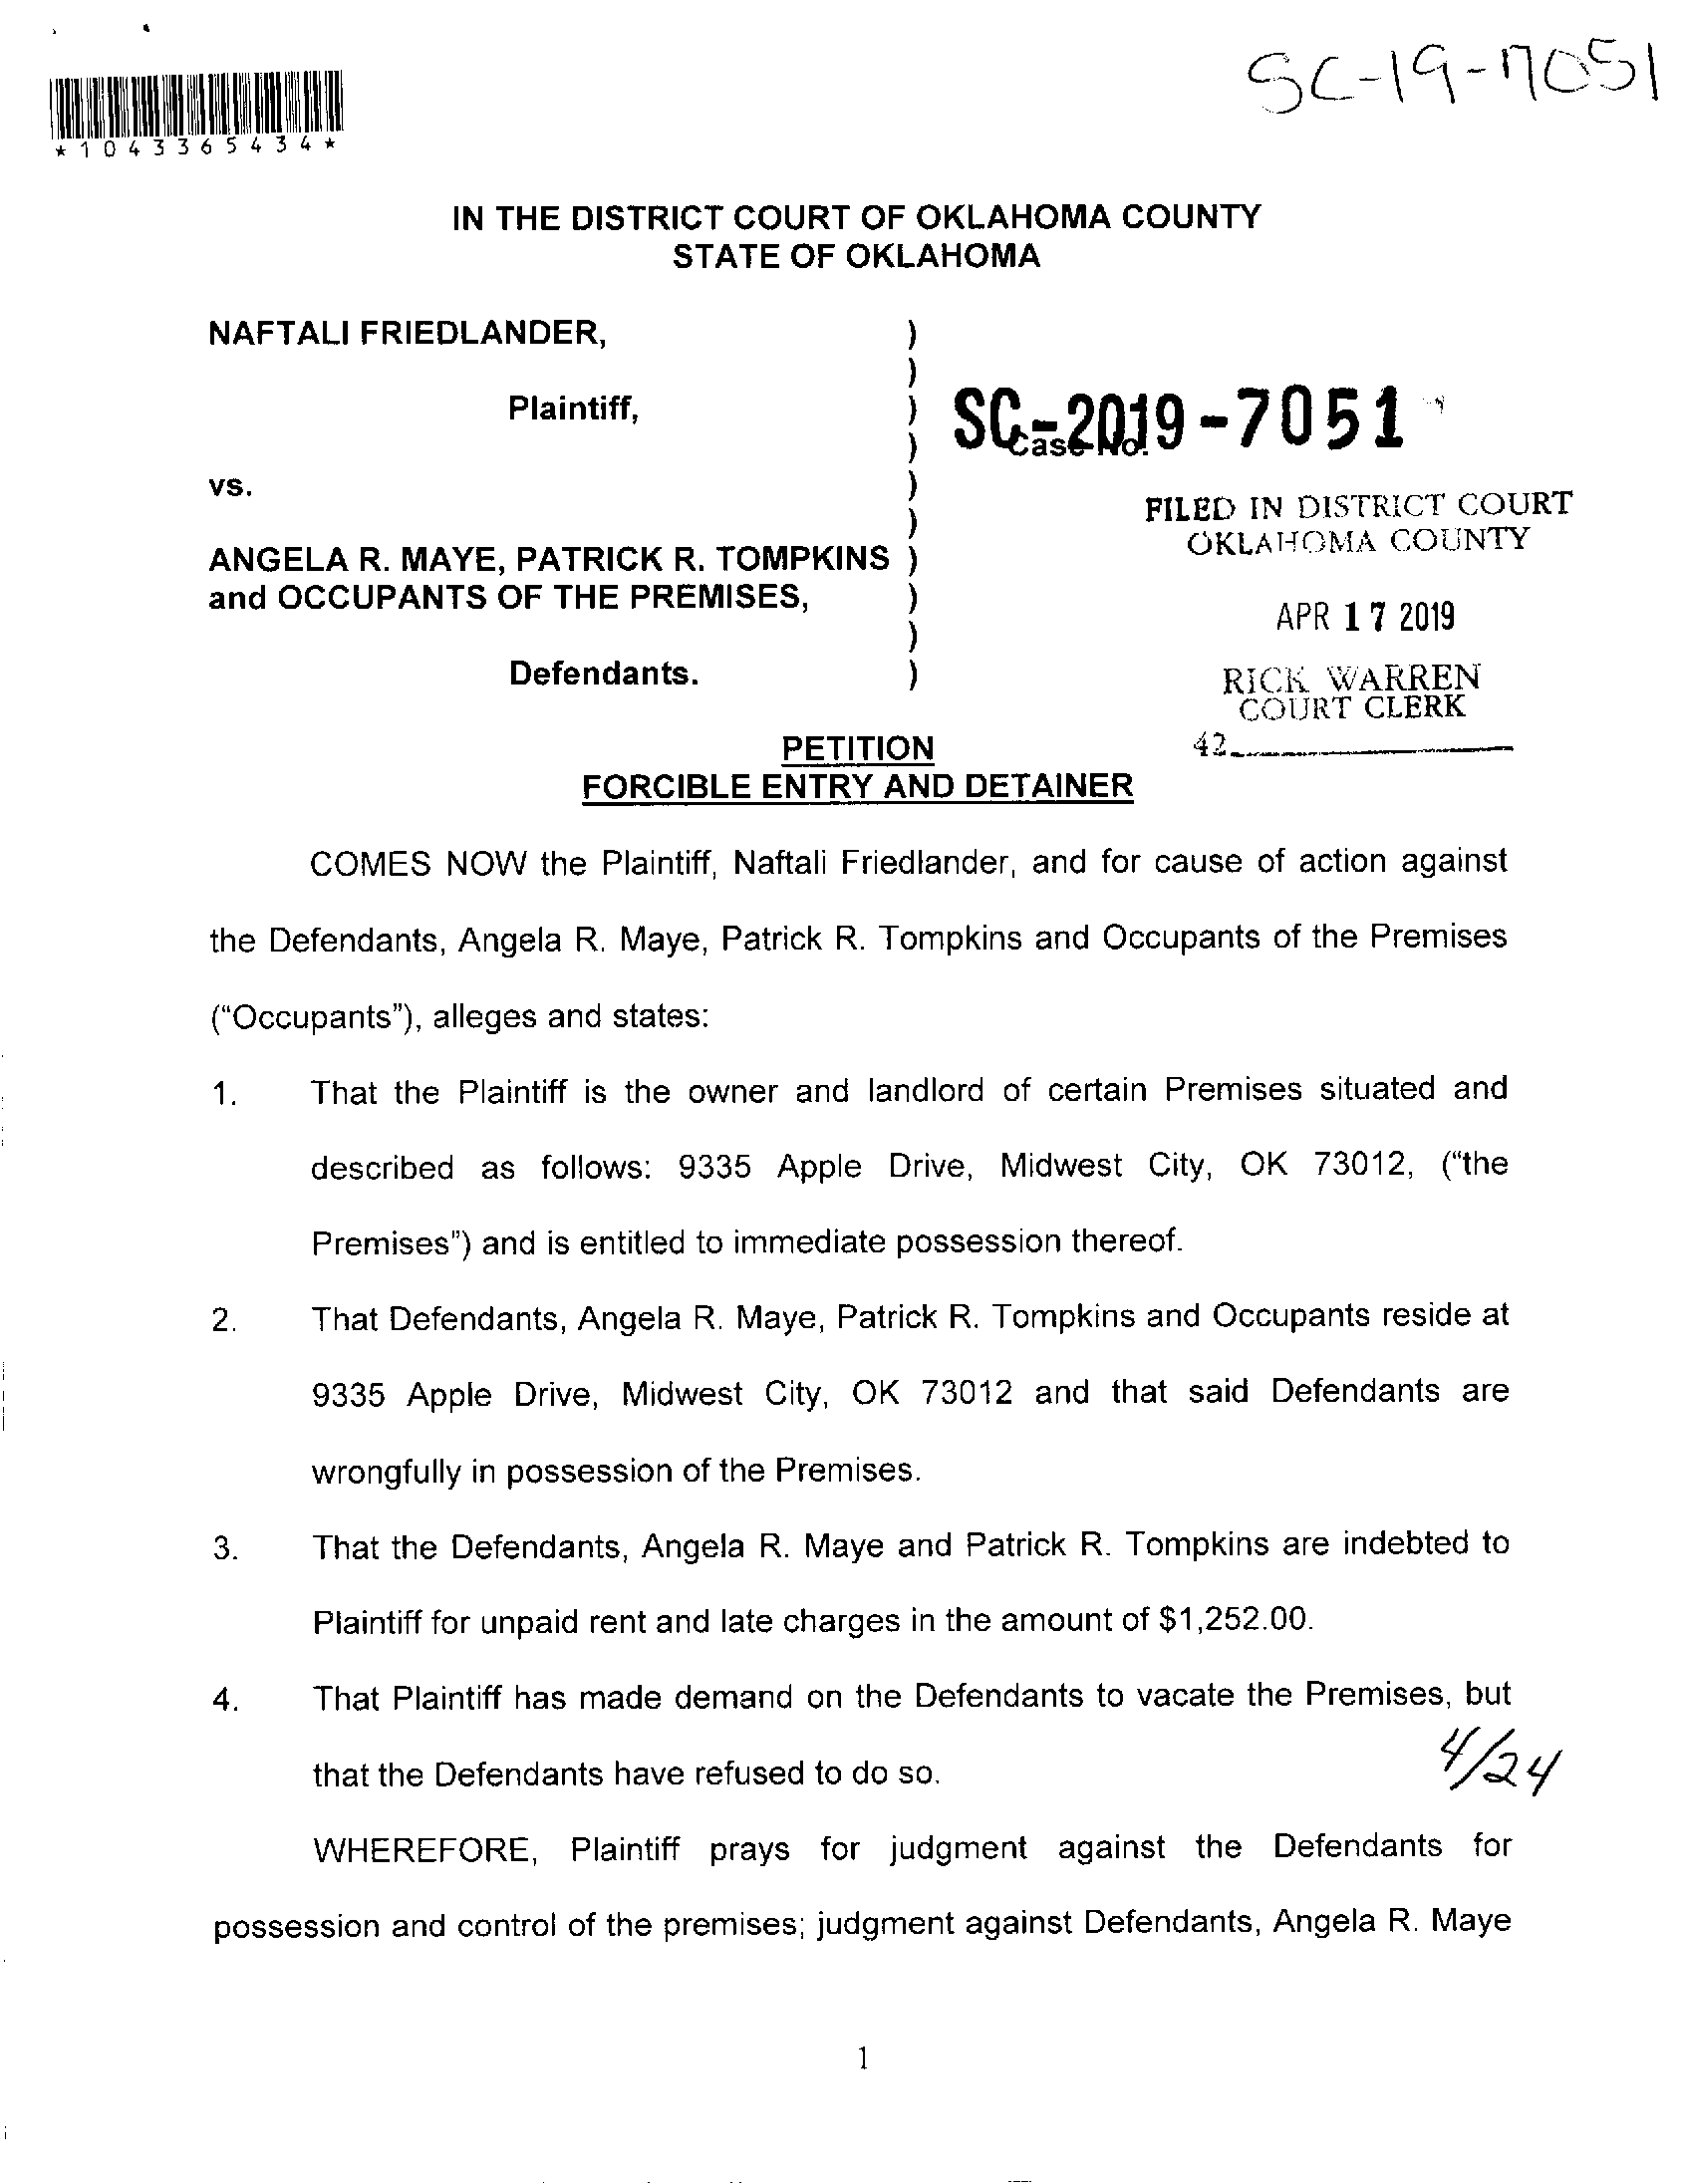 SC-19-7051
*1043365434*
IN THE DISTRICT COURT OF OKLAHOMA COUNTY
STATE OF OKLAHOMA
NAFTALI FRIEDLANDER, )
)
Plaintiff, ) SC-2019-7051
) Case No.
vs. )
FILED IN DISTRICT COURT
) OKLAHOMA COUNTY
ANGELA R. MAYE, PATRICK R. TOMPKINS )
and OCCUPANTS OF THE PREMISES, )
APR 17 2019
)
Defendants. )
RICK WARREN
COURT CLERK
42
PETITION
FORCIBLE ENTRY AND DETAINER
COMES NOW the Plaintiff, Naftali Friedlander, and for cause of action against
the Defendants, Angela R. Maye, Patrick R. Tompkins and Occupants of the Premises
(“Occupants”), alleges and states:
1. That the Plaintiff is the owner and landlord of certain Premises situated and
described as follows: 9335 Apple Drive, Midwest City, OK 73012, (“the
Premises”) and is entitled to immediate possession thereof.
2. That Defendants, Angela R. Maye, Patrick R. Tompkins and Occupants reside at
9335 Apple Drive, Midwest City, OK 73012 and that said Defendants are
wrongfully in possession of the Premises.
3. That the Defendants, Angela R. Maye and Patrick R. Tompkins are indebted to
Plaintiff for unpaid rent and late charges in the amount of $1,252.00.
4. That Plaintiff has made demand on the Defendants to vacate the Premises, but
that the Defendants have refused to do so.
4/24
WHEREFORE, Plaintiff prays for judgment against the Defendants for
possession and control of the premises; judgment against Defendants, Angela R. Maye
1